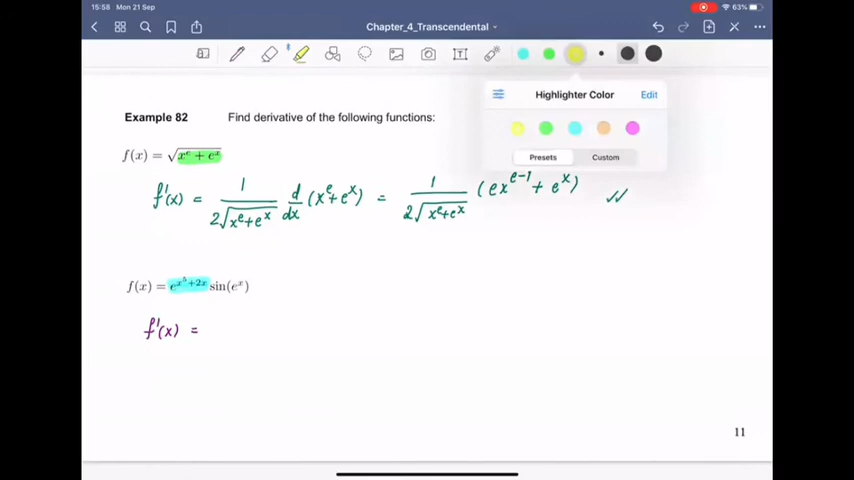 15:58 Mon 21 Sep 63%
Chapter_4_Transcendental
Highlighter Color Edit
Presets Custom
Example 82 Find derivative of the following functions:
f(x) = √(x^e + e^x)
f'(x) = 1/(2√(x^e+e^x)) d/dx (x^e+e^x) = 1/(2√(x^e+e^x)) (ex^(e-1) + e^x)
f(x) = e^(x^5+2x) sin(e^x)
f'(x) =
11